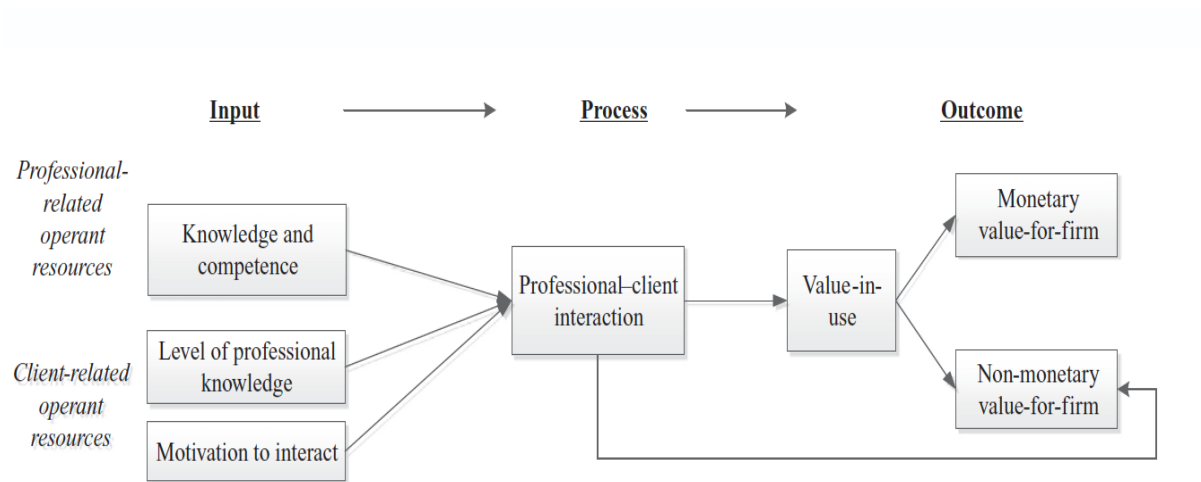 Input
Process
Outcome
Professional-
related
operant
resources
Knowledge and
competence
Client-related
operant
resources
Level of professional
knowledge
Motivation to interact
Professional–client
interaction
Value-in-
use
Monetary
value-for-firm
Non-monetary
value-for-firm